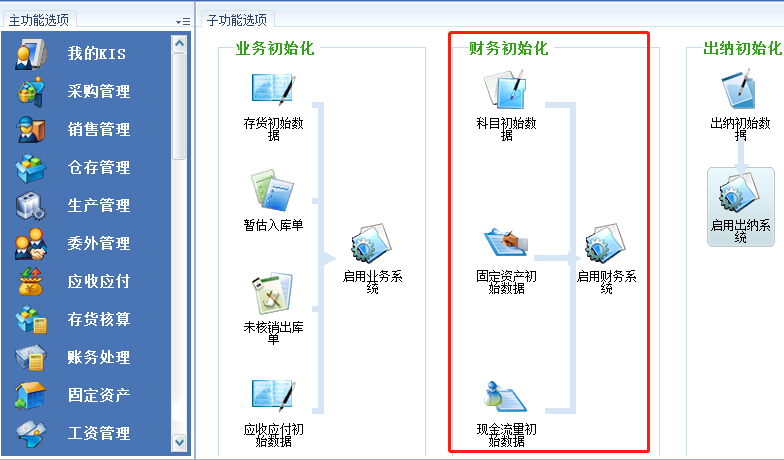 主功能选项
我的KIS
采购管理
销售管理
仓存管理
生产管理
委外管理
应收应付
存货核算
账务处理
固定资产
工资管理
子功能选项
业务初始化
存货初始数
据
暂估入库单
未核销出库
单
应收应付初
始数据
启用业务系
统
财务初始化
科目初始数
据
固定资产初
始数据
现金流量初
始数据
启用财务系
统
出纳初始化
出纳初始数
据
启用出纳系
统